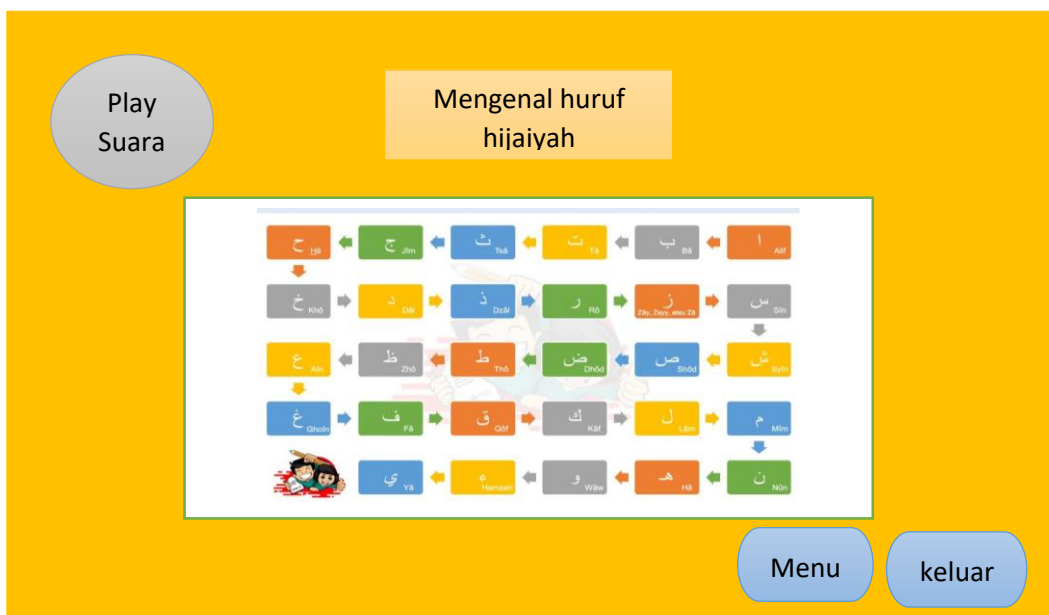 Play
Suara
Mengenal huruf
hijaiyah
ا Alif
ب Bā
ت Tā
ث Tsā
ج Jīm
ح Hā
خ Khō
د Dāl
ذ Dzāl
ر Rō
ز Zāy, Zayy, atau Zā
س Sīn
ش Syīn
ص Shōd
ض Dhōd
ط Thō
ظ Zhō
ع Aīn
غ Ghoīn
ف Fā
ق Qōf
ك Kāf
ل Lām
م Mīm
ن Nūn
هـ Hā
و Wāw
ء Hamzah
ي Yā
Menu
keluar